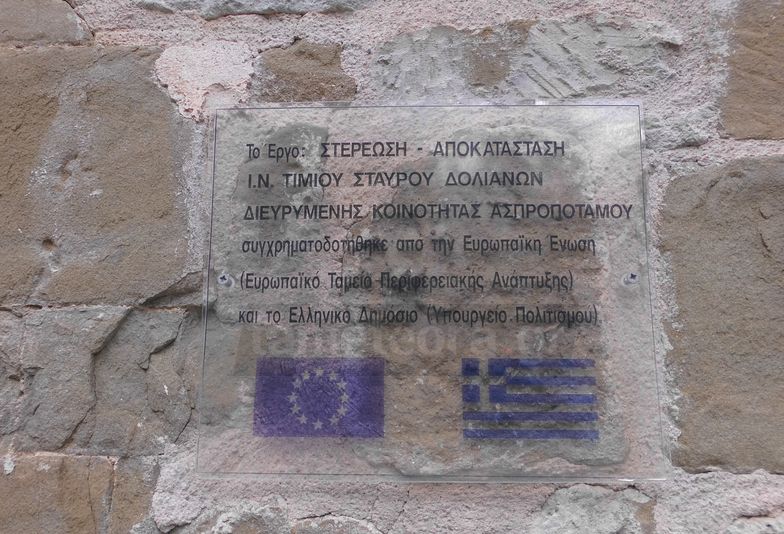 Το Έργο: ΣΤΕΡΕΩΣΗ - ΑΠΟΚΑΤΑΣΤΑΣΗ
Ι.Ν. ΤΙΜΙΟΥ ΣΤΑΥΡΟΥ ΔΟΛΙΑΝΩΝ
ΔΙΕΥΡΥΜΕΝΗΣ ΚΟΙΝΟΤΗΤΑΣ ΑΣΠΡΟΠΟΤΑΜΟΥ
συγχρηματοδοτήθηκε από την Ευρωπαϊκή Ένωση
(Ευρωπαϊκό Ταμείο Περιφερειακής Ανάπτυξης)
και το Ελληνικό Δημόσιο (Υπουργείο Πολιτισμού)